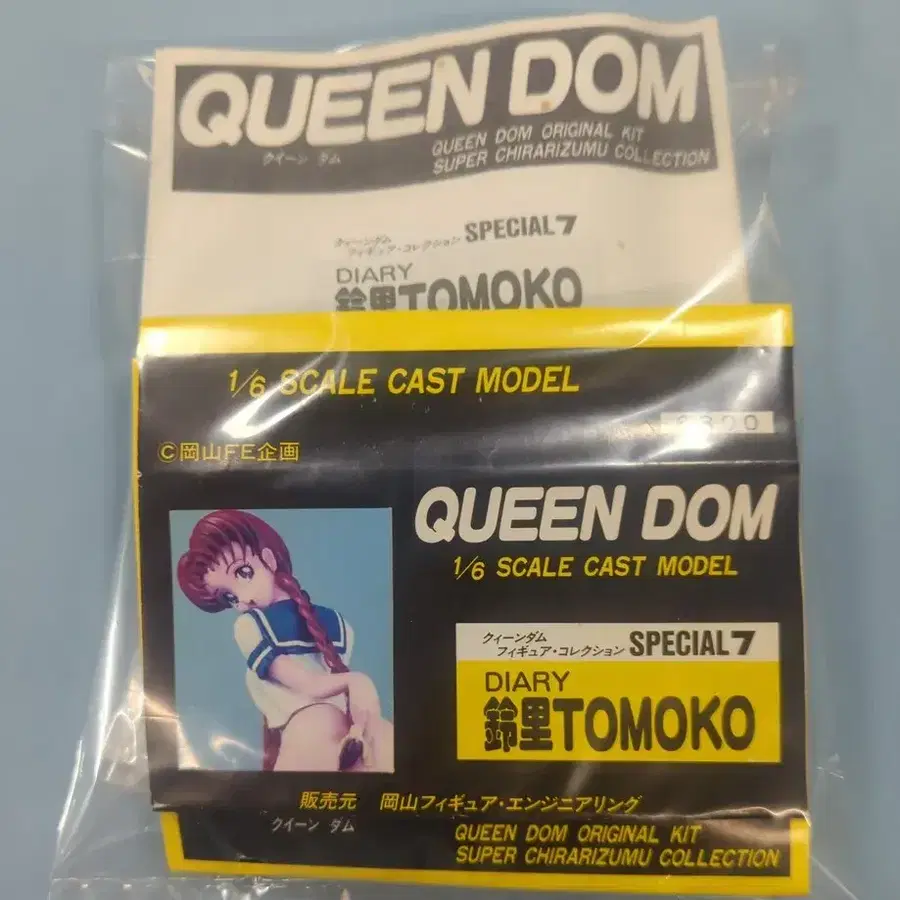 QUEEN DOM
クイーン ダム
QUEEN DOM ORIGINAL KIT
SUPER CHIRARIZUMU COLLECTION
クィーンダム
フィギュア・コレクション SPECIAL7
DIARY
鈴里TOMOKO
1/6 SCALE CAST MODEL
©岡山FE企画
QUEEN DOM
1/6 SCALE CAST MODEL
クィーンダム
フィギュア・コレクション SPECIAL7
DIARY
鈴里TOMOKO
販売元 岡山フィギュア・エンジニアリング
クイーン ダム
QUEEN DOM ORIGINAL KIT
SUPER CHIRARIZUMU COLLECTION